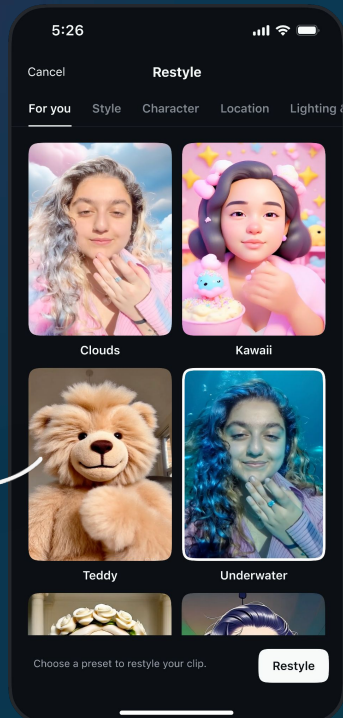 5:26
Cancel
Restyle
For you Style Character Location Lighting &
Clouds Kawaii
Teddy Underwater
Choose a preset to restyle your clip.
Restyle